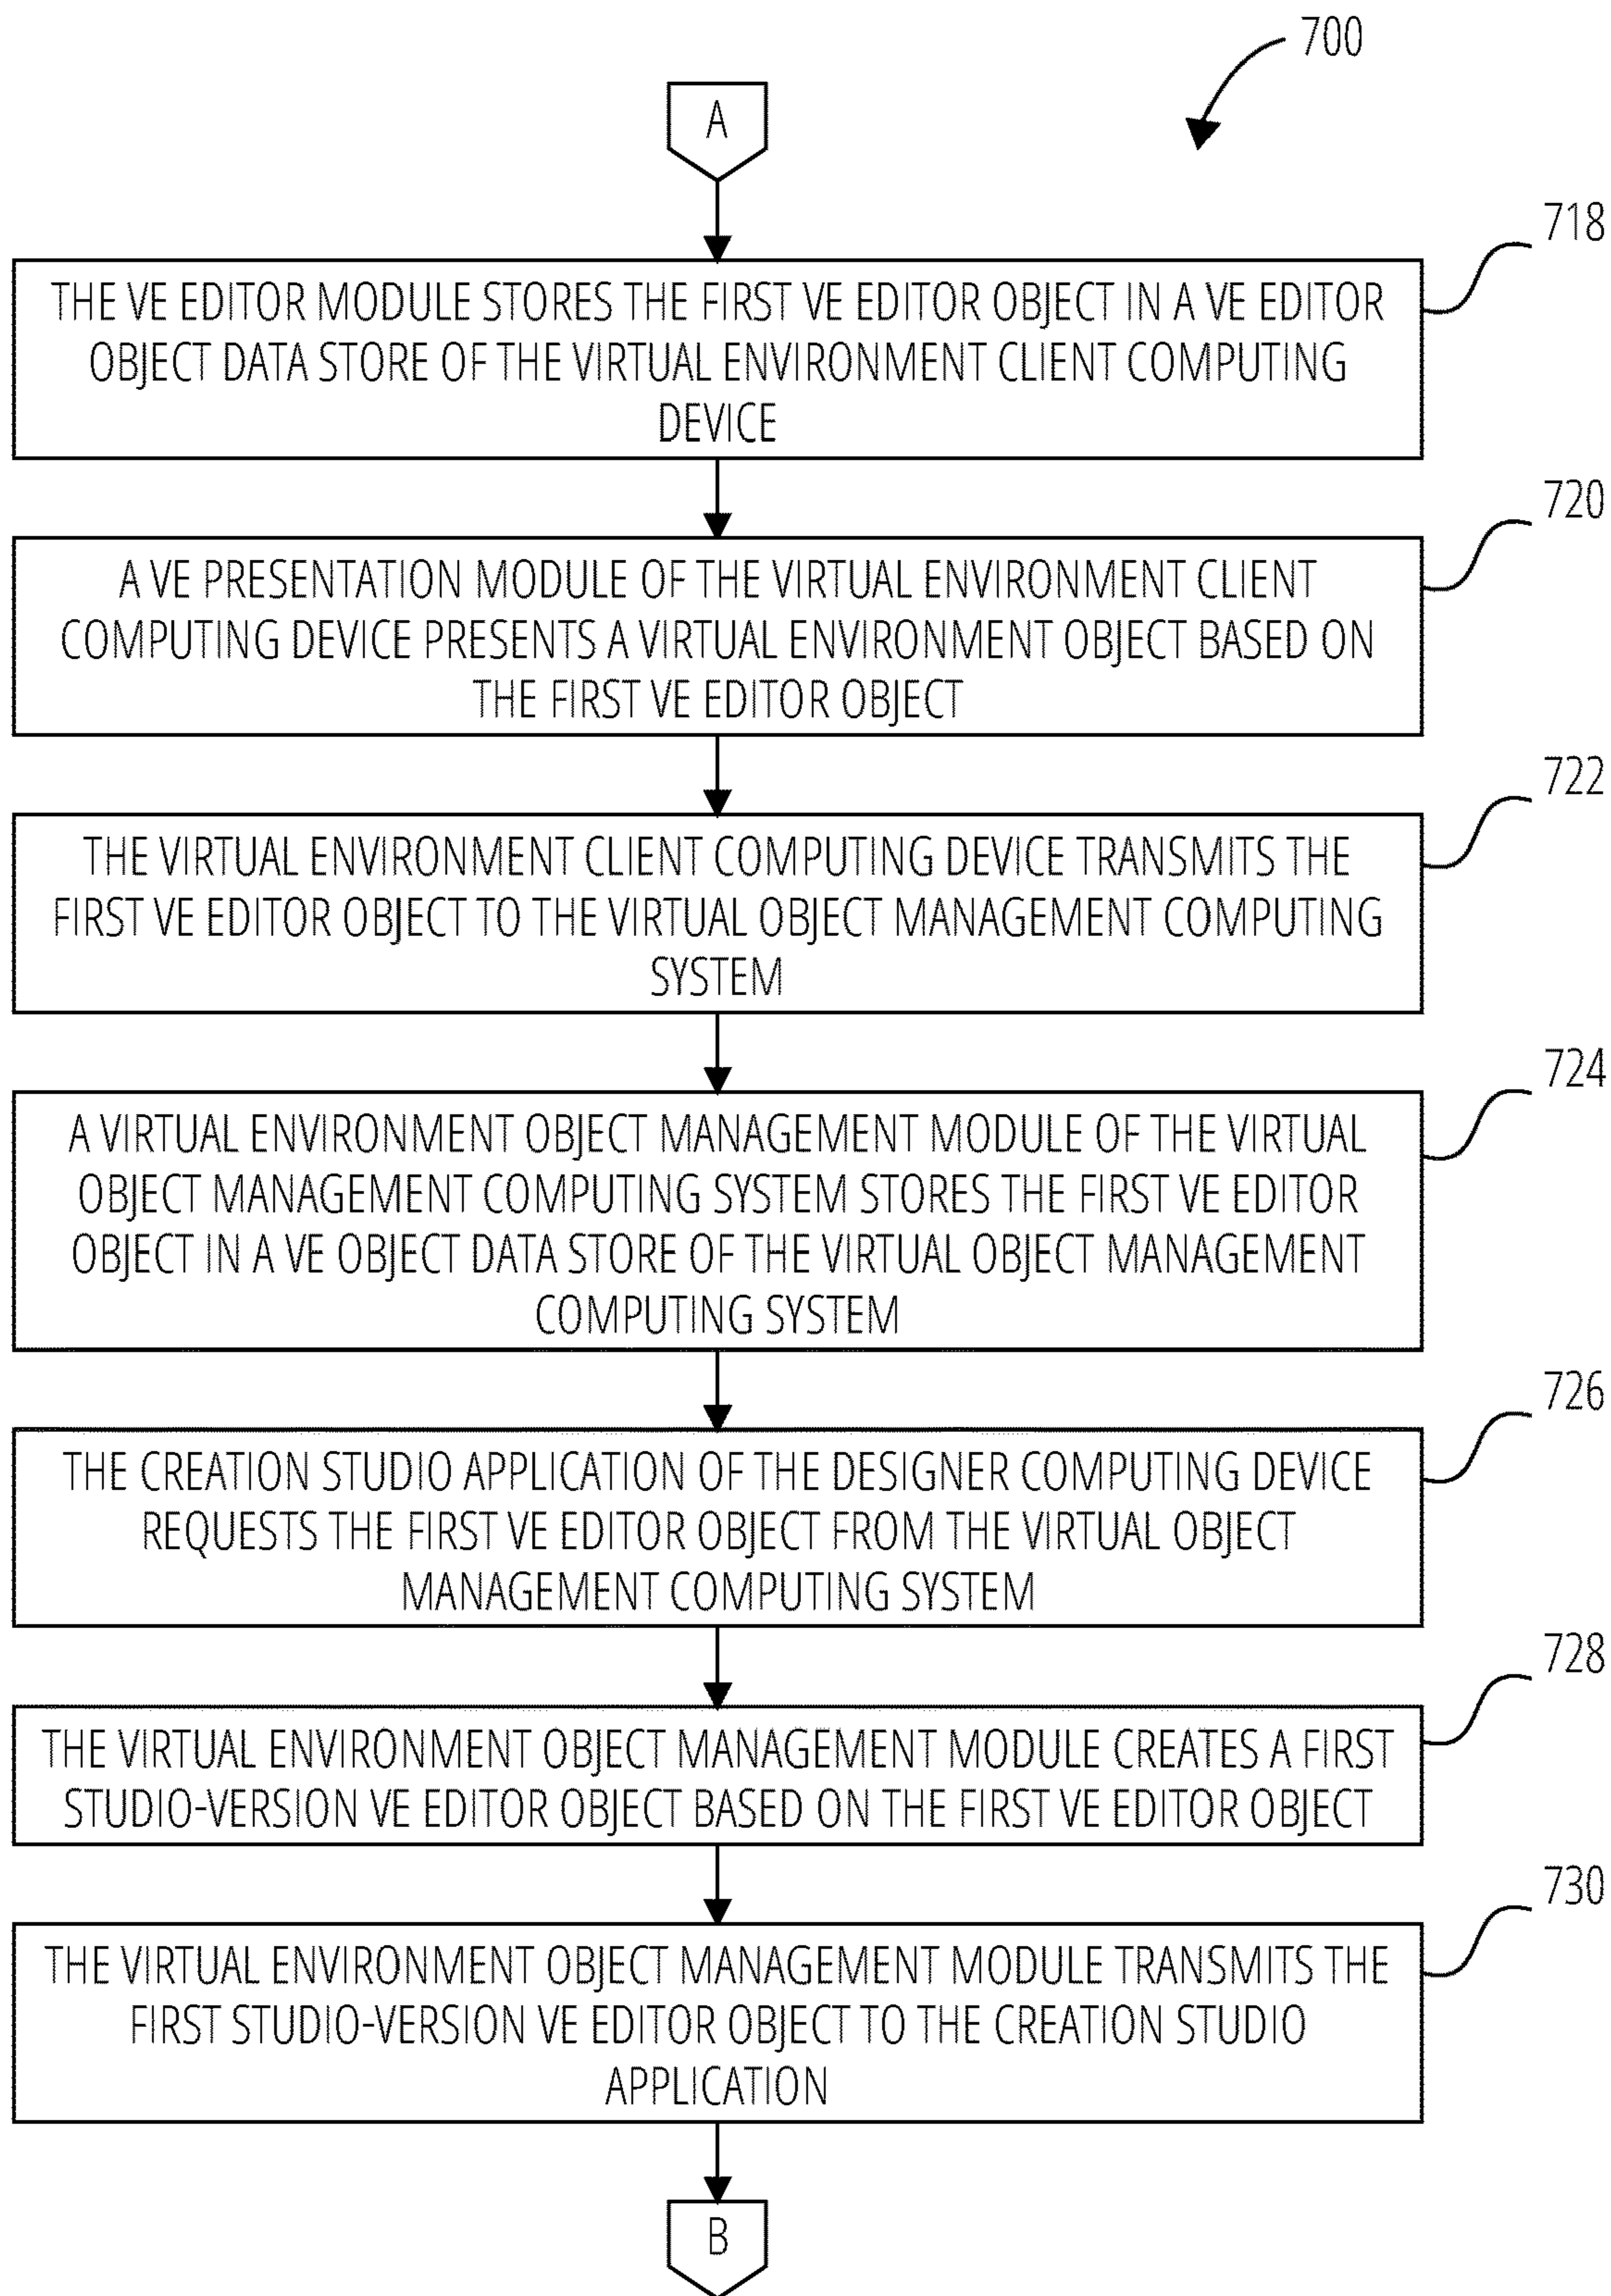 700
A
718
THE VE EDITOR MODULE STORES THE FIRST VE EDITOR OBJECT IN A VE EDITOR
OBJECT DATA STORE OF THE VIRTUAL ENVIRONMENT CLIENT COMPUTING
DEVICE
720
A VE PRESENTATION MODULE OF THE VIRTUAL ENVIRONMENT CLIENT
COMPUTING DEVICE PRESENTS A VIRTUAL ENVIRONMENT OBJECT BASED ON
THE FIRST VE EDITOR OBJECT
722
THE VIRTUAL ENVIRONMENT CLIENT COMPUTING DEVICE TRANSMITS THE
FIRST VE EDITOR OBJECT TO THE VIRTUAL OBJECT MANAGEMENT COMPUTING
SYSTEM
724
A VIRTUAL ENVIRONMENT OBJECT MANAGEMENT MODULE OF THE VIRTUAL
OBJECT MANAGEMENT COMPUTING SYSTEM STORES THE FIRST VE EDITOR
OBJECT IN A VE OBJECT DATA STORE OF THE VIRTUAL OBJECT MANAGEMENT
COMPUTING SYSTEM
726
THE CREATION STUDIO APPLICATION OF THE DESIGNER COMPUTING DEVICE
REQUESTS THE FIRST VE EDITOR OBJECT FROM THE VIRTUAL OBJECT
MANAGEMENT COMPUTING SYSTEM
728
THE VIRTUAL ENVIRONMENT OBJECT MANAGEMENT MODULE CREATES A FIRST
STUDIO-VERSION VE EDITOR OBJECT BASED ON THE FIRST VE EDITOR OBJECT
730
THE VIRTUAL ENVIRONMENT OBJECT MANAGEMENT MODULE TRANSMITS THE
FIRST STUDIO-VERSION VE EDITOR OBJECT TO THE CREATION STUDIO
APPLICATION
B